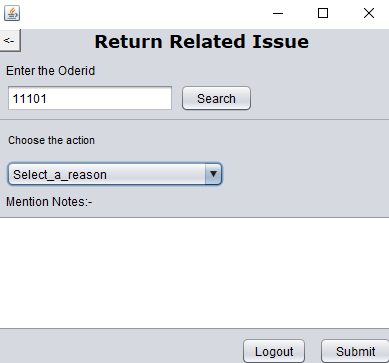 <-
Return Related Issue
Enter the Oderid
11101
Search
Choose the action
Select_a_reason
Mention Notes:-
Logout
Submit